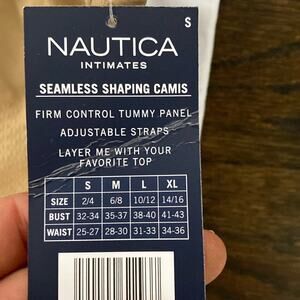 S
NAUTICA
INTIMATES
SEAMLESS SHAPING CAMIS
FIRM CONTROL TUMMY PANEL
ADJUSTABLE STRAPS
LAYER ME WITH YOUR
FAVORITE TOP
S M L XL
SIZE 2/4 6/8 10/12 14/16
BUST 32-34 35-37 38-40 41-43
WAIST 25-27 28-30 31-33 34-36